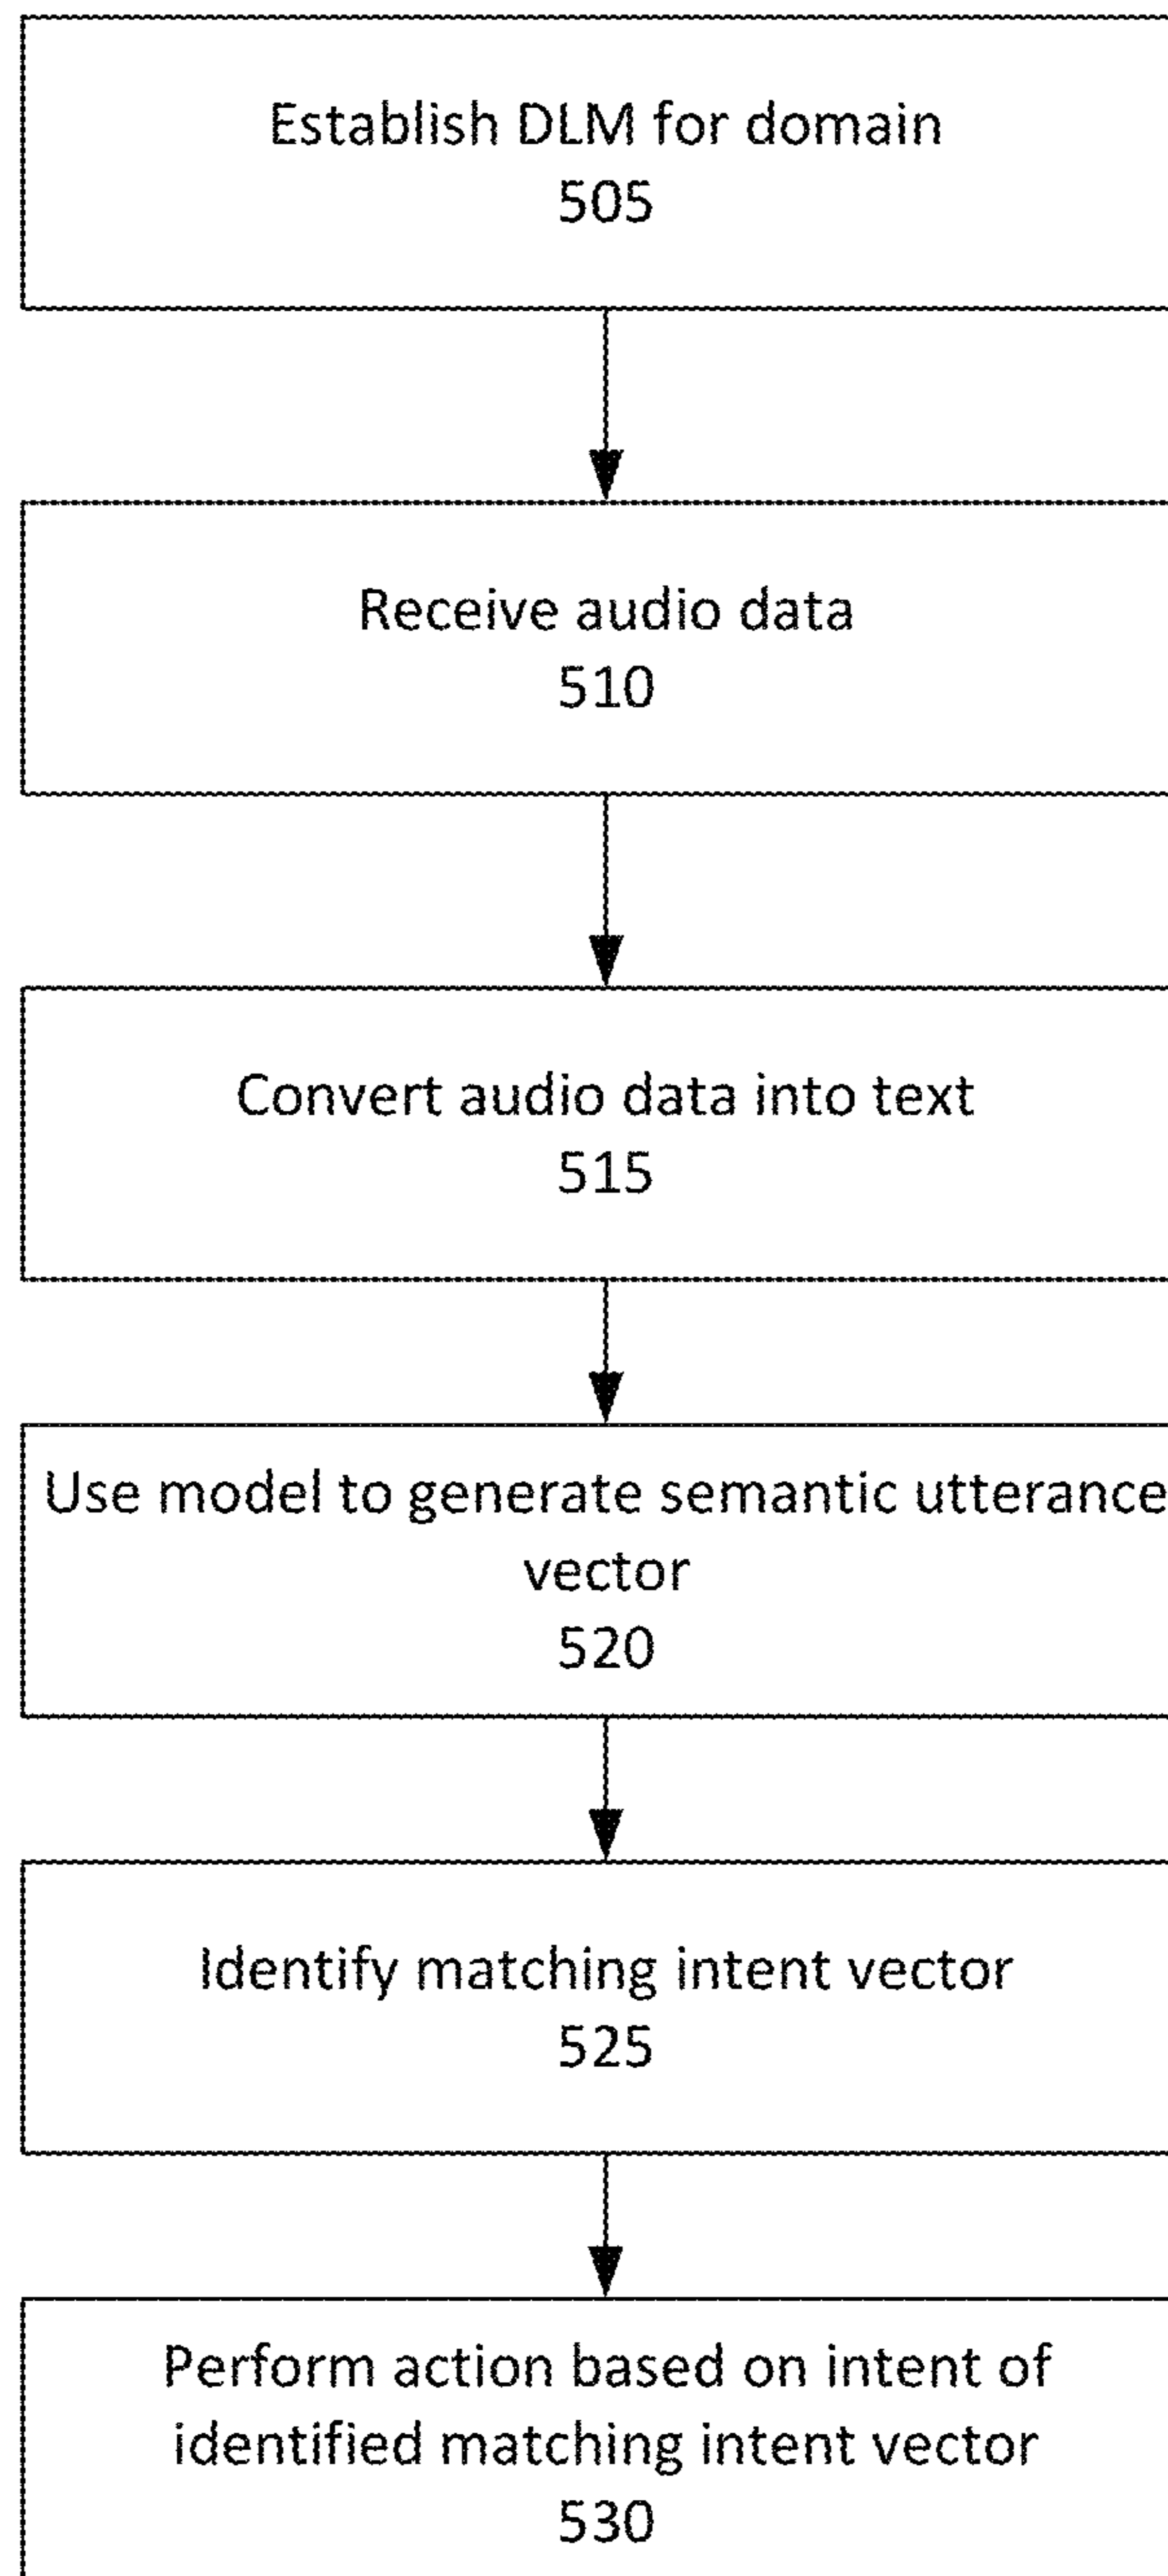 Establish DLM for domain
505
Receive audio data
510
Convert audio data into text
515
Use model to generate semantic utterance
vector
520
Identify matching intent vector
525
Perform action based on intent of
identified matching intent vector
530